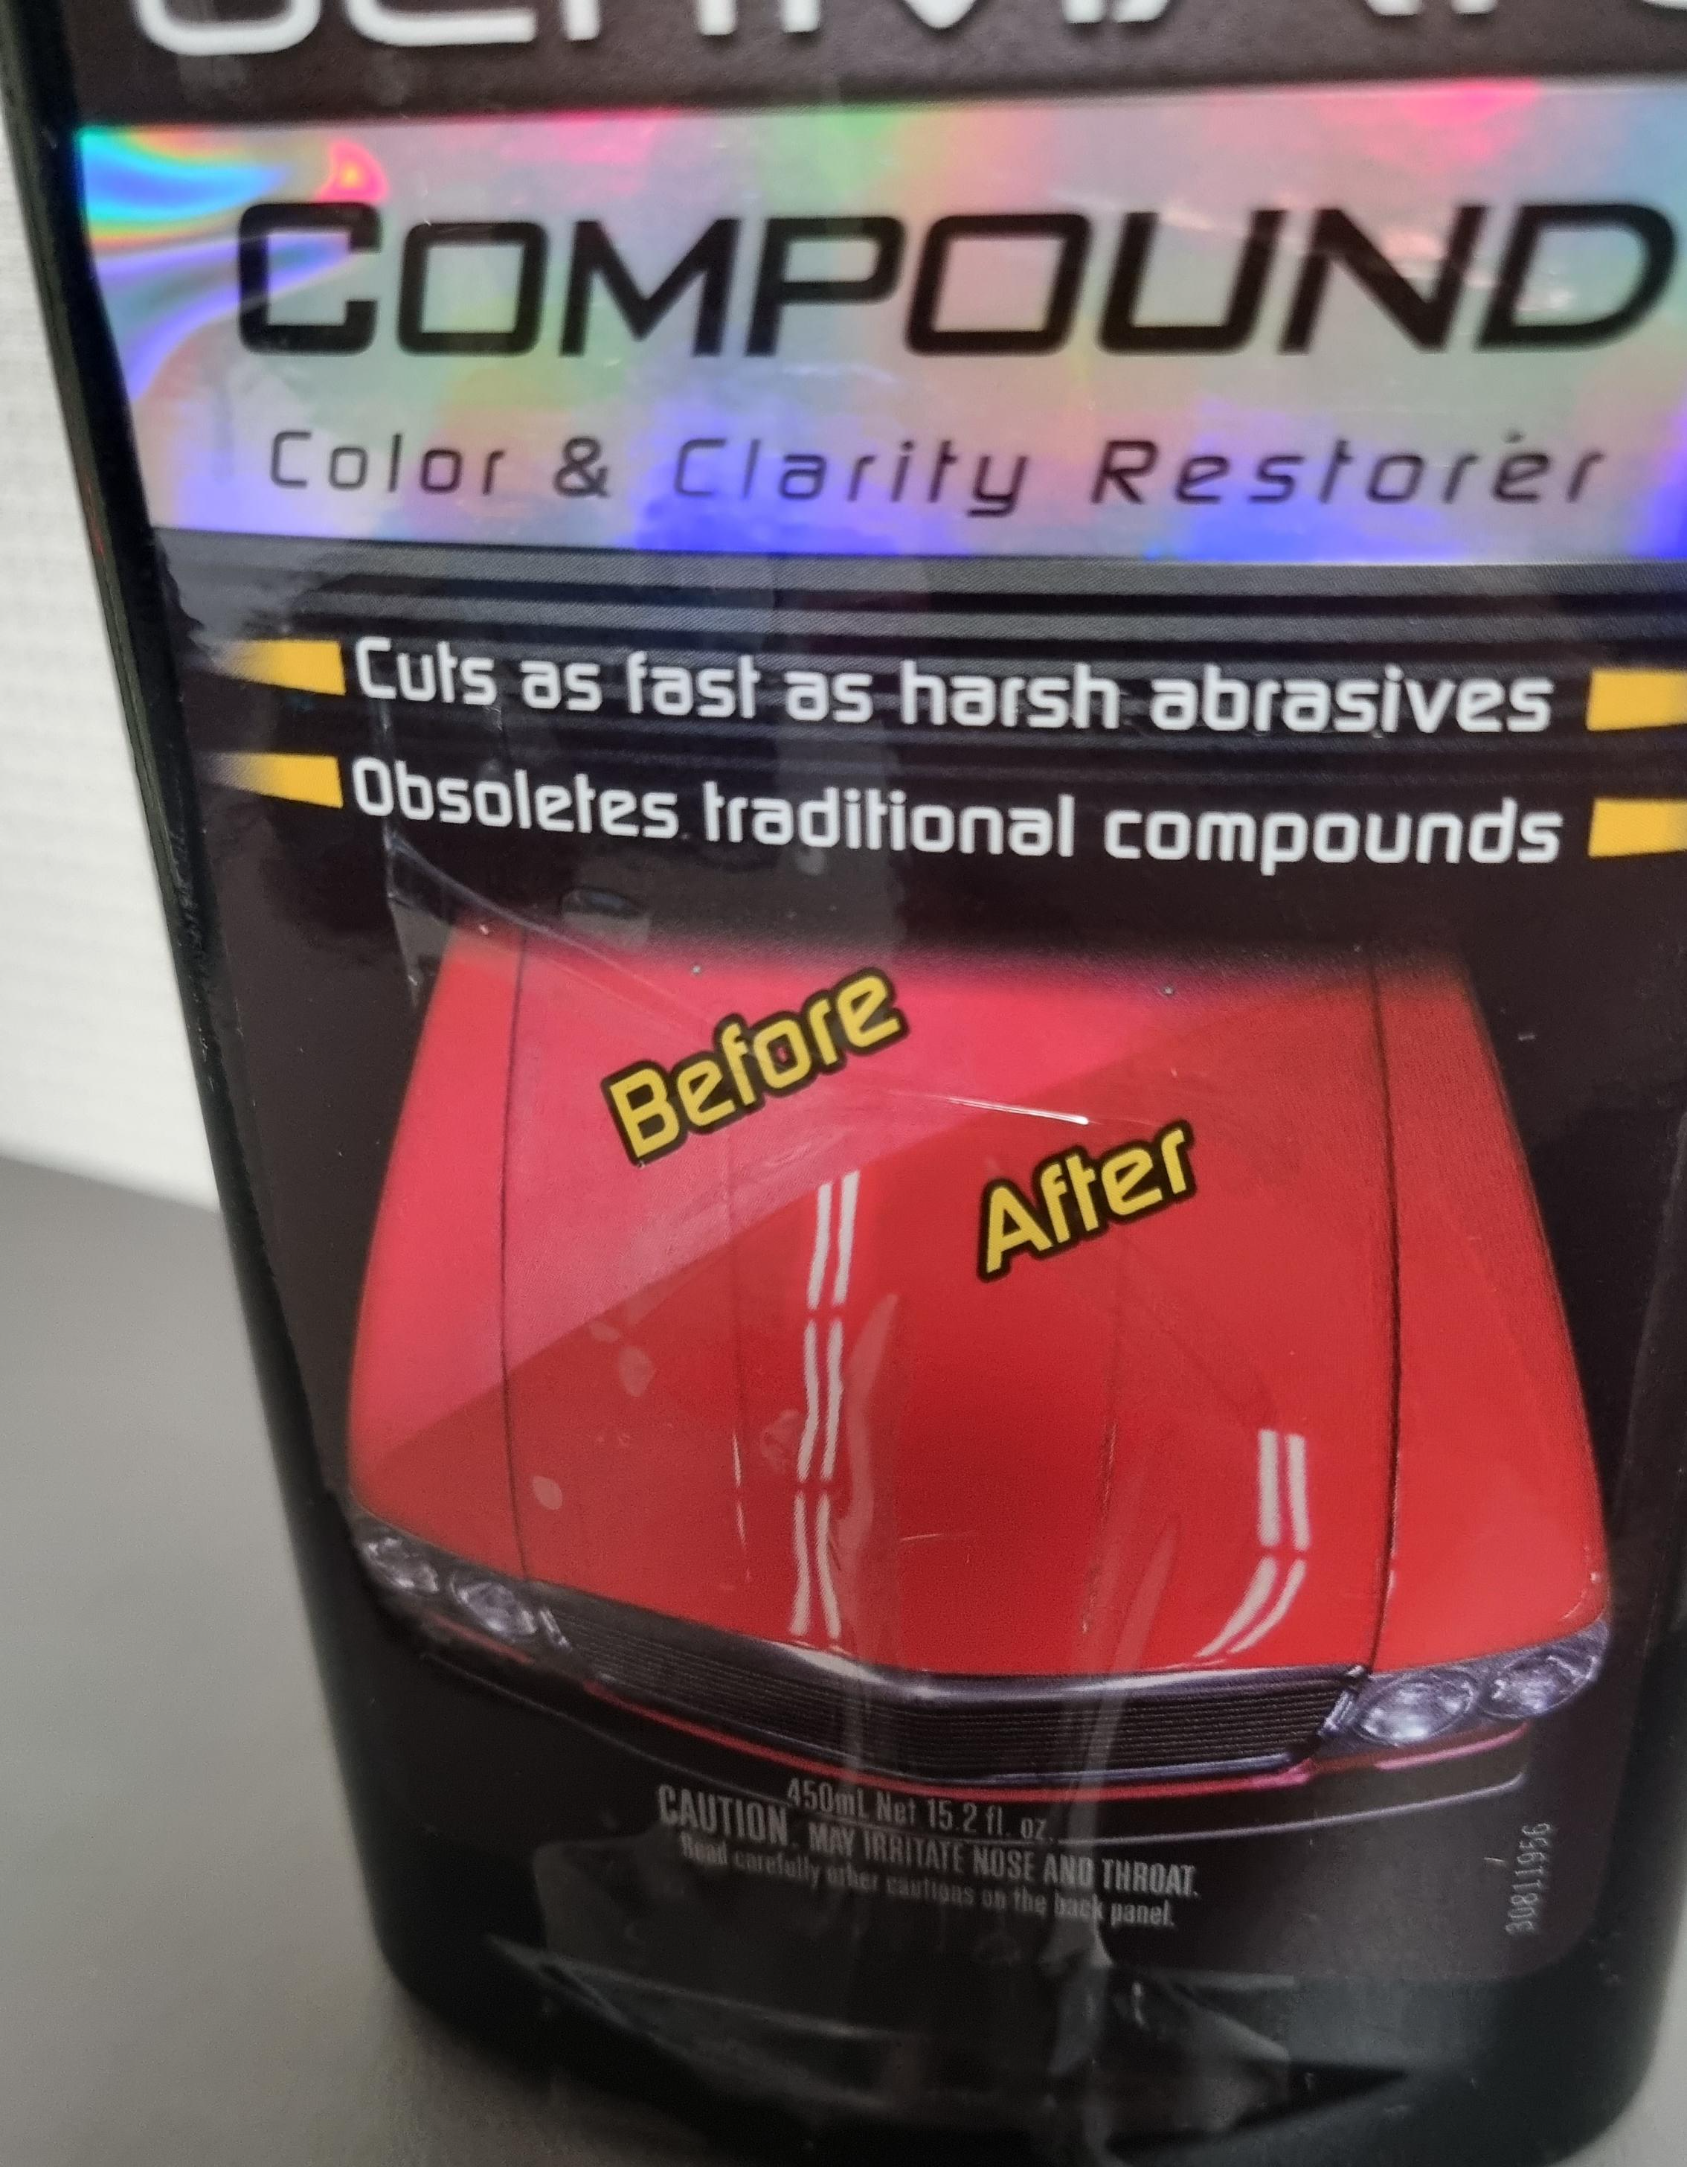 ULTIMATE
COMPOUND
Color & Clarity Restorer
Cuts as fast as harsh abrasives
Obsoletes traditional compounds
Before
After
450mL Net 15.2 fl. oz.
CAUTION. MAY IRRITATE NOSE AND THROAT.
Read carefully other cautions on the back panel.
30811956